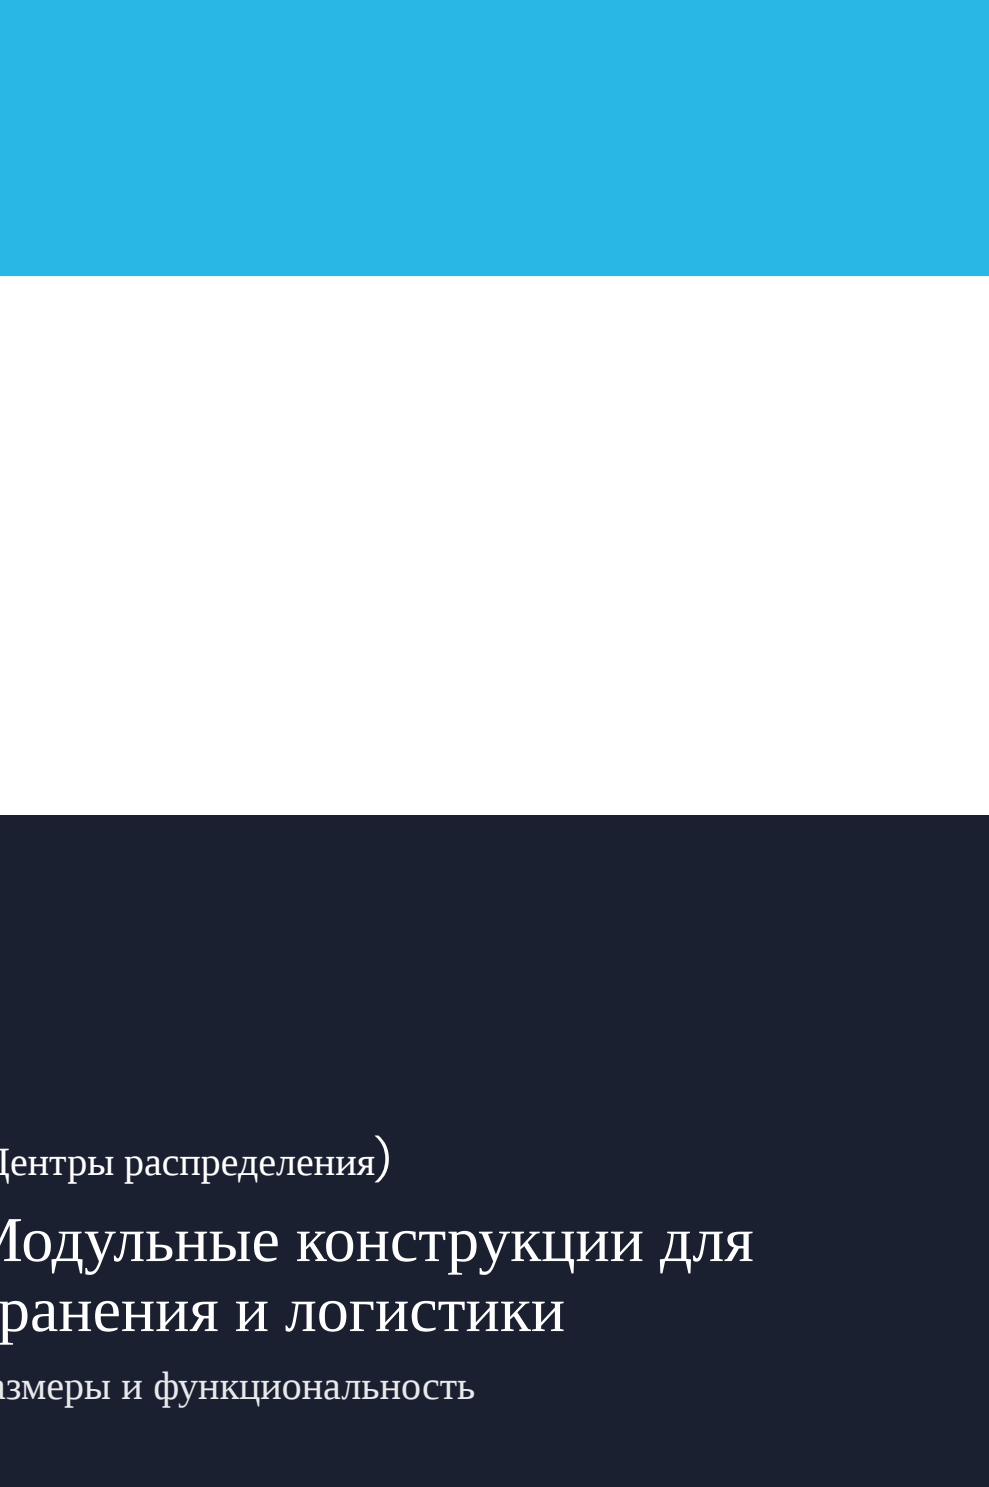 Центры распределения)
Модульные конструкции для
ранения и логистики
азмеры и функциональность